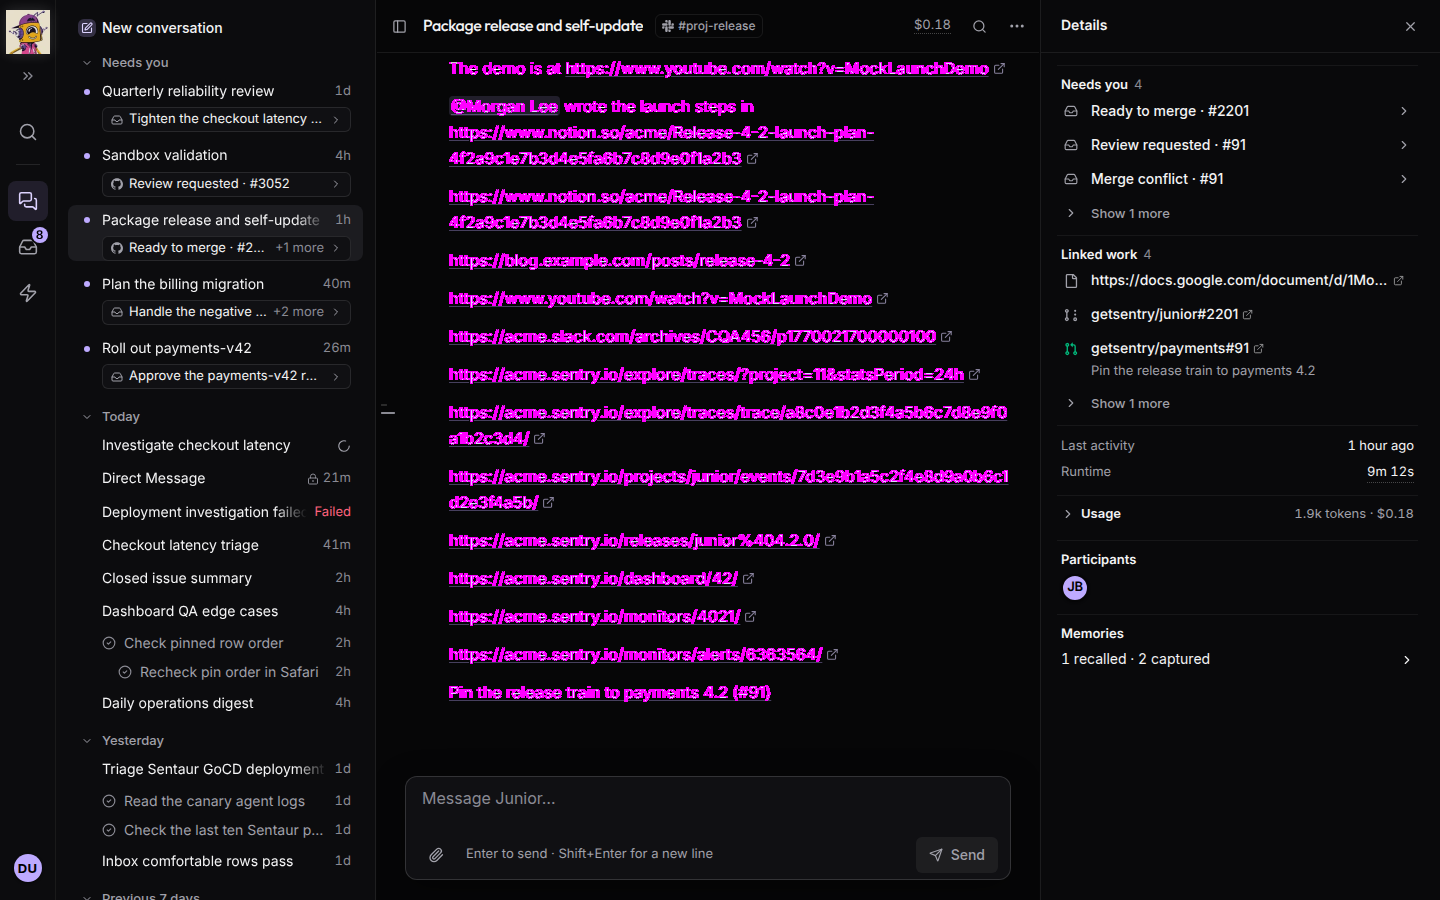 New conversation
Needs you
Quarterly reliability review 1d
Tighten the checkout latency ...
Sandbox validation 4h
Review requested · #3052
Package release and self-update 1h
Ready to merge · #2... +1 more
8
Plan the billing migration 40m
Handle the negative ... +2 more
Roll out payments-v42 26m
Approve the payments-v42 r...
Today
Investigate checkout latency
Direct Message 21m
Deployment investigation failed Failed
Checkout latency triage 41m
Closed issue summary 2h
Dashboard QA edge cases 4h
Check pinned row order 2h
Recheck pin order in Safari 2h
Daily operations digest 4h
Yesterday
Triage Sentaur GoCD deployment 1d
Read the canary agent logs 1d
Check the last ten Sentaur p... 1d
Inbox comfortable rows pass 1d
Previous 7 days
DU
Package release and self-update #proj-release $0.18
The demo is at https://www.youtube.com/watch?v=MockLaunchDemo
@Morgan Lee wrote the launch steps in
https://www.notion.so/acme/Release-4-2-launch-plan-
4f2a9c1e7b3d4e5fa6b7c8d9e0f1a2b3
https://www.notion.so/acme/Release-4-2-launch-plan-
4f2a9c1e7b3d4e5fa6b7c8d9e0f1a2b3
https://blog.example.com/posts/release-4-2
https://www.youtube.com/watch?v=MockLaunchDemo
https://acme.slack.com/archives/CQA456/p1770021700000100
https://acme.sentry.io/explore/traces/?project=11&statsPeriod=24h
https://acme.sentry.io/explore/traces/trace/a8c0e1b2d3f4a5b6c7d8e9f0
a1b2c3d4/
https://acme.sentry.io/projects/junior/events/7d3e9b1a5c2f4e8d9a0b6c1
d2e3f4a5b/
https://acme.sentry.io/releases/junior%404.2.0/
https://acme.sentry.io/dashboard/42/
https://acme.sentry.io/monitors/4021/
https://acme.sentry.io/monitors/alerts/6363564/
Pin the release train to payments 4.2 (#91)
Message Junior...
Enter to send · Shift+Enter for a new line
Send
Details
Needs you 4
Ready to merge · #2201
Review requested · #91
Merge conflict · #91
Show 1 more
Linked work 4
https://docs.google.com/document/d/1Mo...
getsentry/junior#2201
getsentry/payments#91
Pin the release train to payments 4.2
Show 1 more
Last activity 1 hour ago
Runtime 9m 12s
Usage 1.9k tokens · $0.18
Participants
JB
Memories
1 recalled · 2 captured